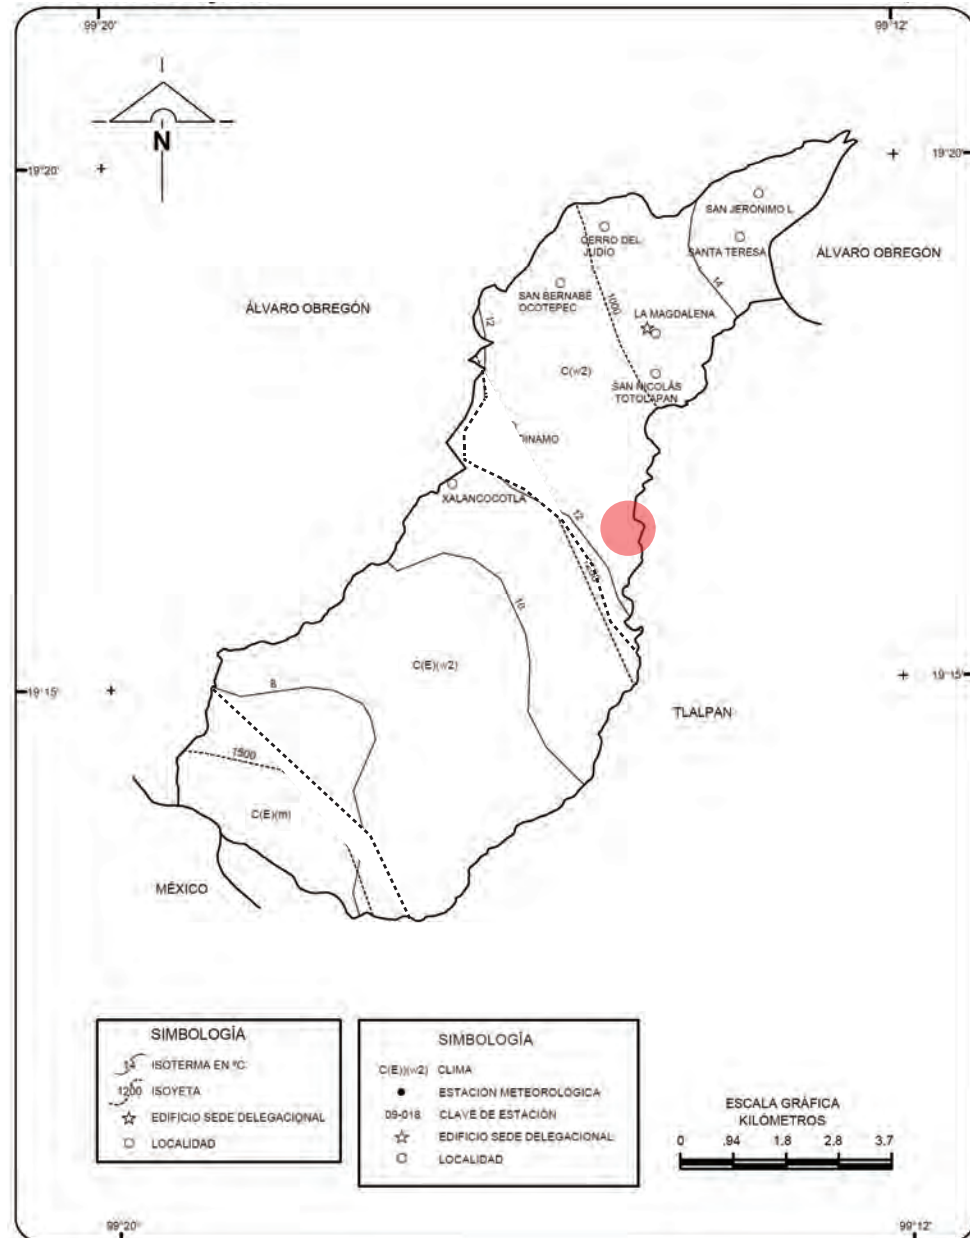 99°20'
99°12'
N
19°20'
19°20'
SAN JERÓNIMO L.
CERRO DEL
JUDÍO
SANTA TERESA
ÁLVARO OBREGÓN
14
SAN BERNABÉ
OCOTEPEC
1000
ÁLVARO OBREGÓN
12
LA MAGDALENA
C(w2)
SAN NICOLÁS
TOTOLAPAN
DINAMO
XALANCOCOTLA
12
10
C(E)(w2)
8
19°15'
19°15'
TLALPAN
1500
C(E)(m)
MÉXICO
SIMBOLOGÍA
14 ISOTERMA EN °C
1200 ISOYETA
EDIFICIO SEDE DELEGACIONAL
LOCALIDAD
SIMBOLOGÍA
C(E))(w2) CLIMA
ESTACION METEOROLOGICA
09-018 CLAVE DE ESTACIÓN
EDIFICIO SEDE DELEGACIONAL
LOCALIDAD
ESCALA GRÁFICA
KILÓMETROS
0 .94 1.8 2.8 3.7
99°20'
99°12'